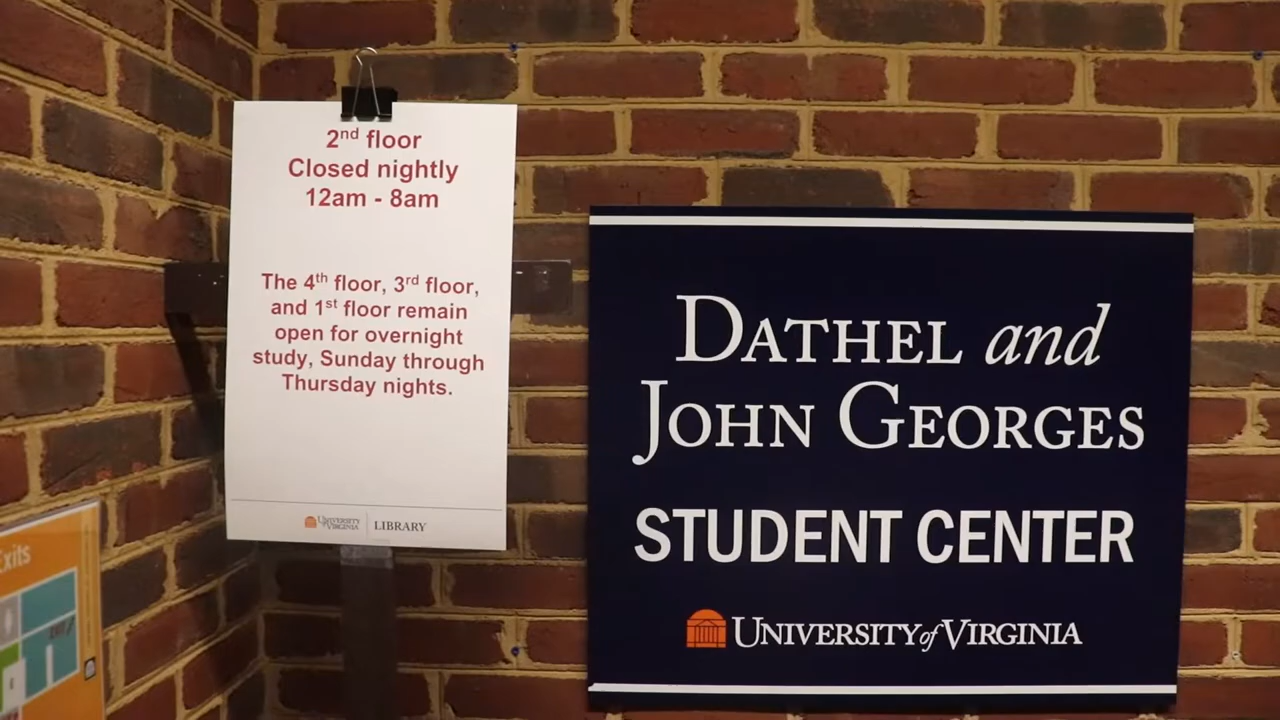 2nd floor
Closed nightly
12am - 8am
The 4th floor, 3rd floor,
and 1st floor remain
open for overnight
study, Sunday through
Thursday nights.
UNIVERSITY
of VIRGINIA
LIBRARY
DATHEL and
JOHN GEORGES
STUDENT CENTER
UNIVERSITY of VIRGINIA
Exits